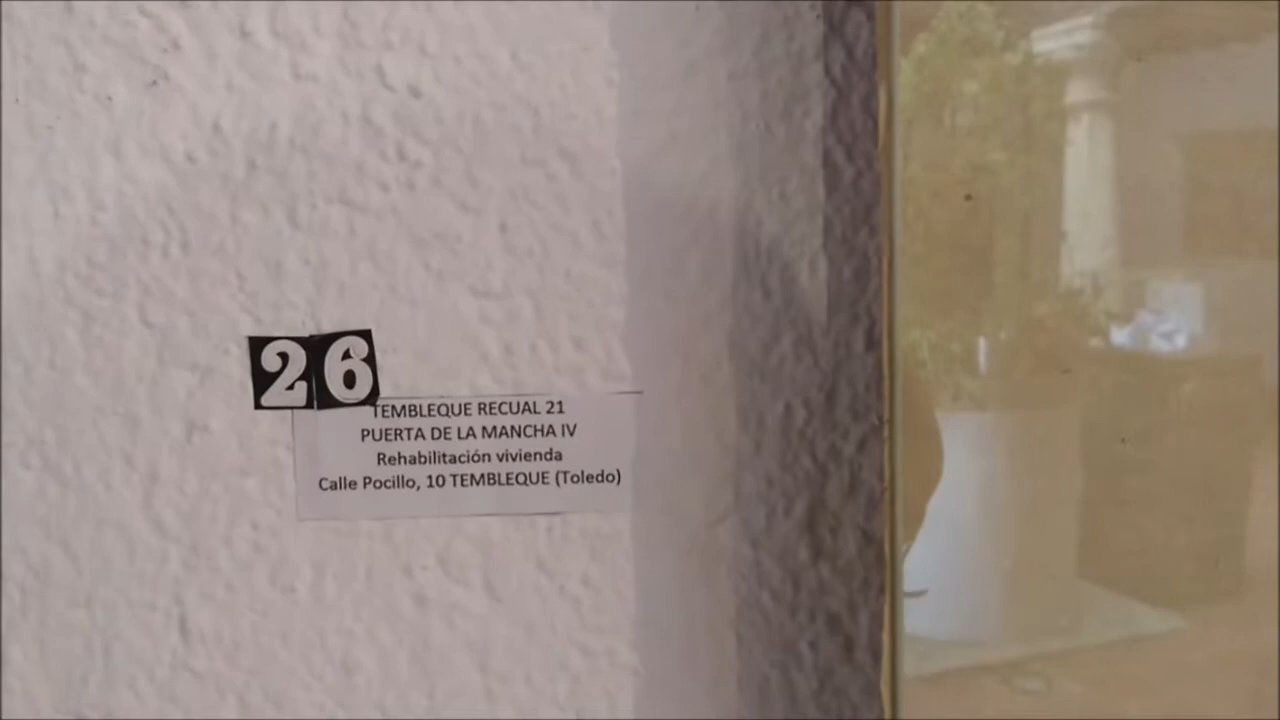 26
TEMBLEQUE RECUAL 21
PUERTA DE LA MANCHA IV
Rehabilitación vivienda
Calle Pocillo, 10 TEMBLEQUE (Toledo)